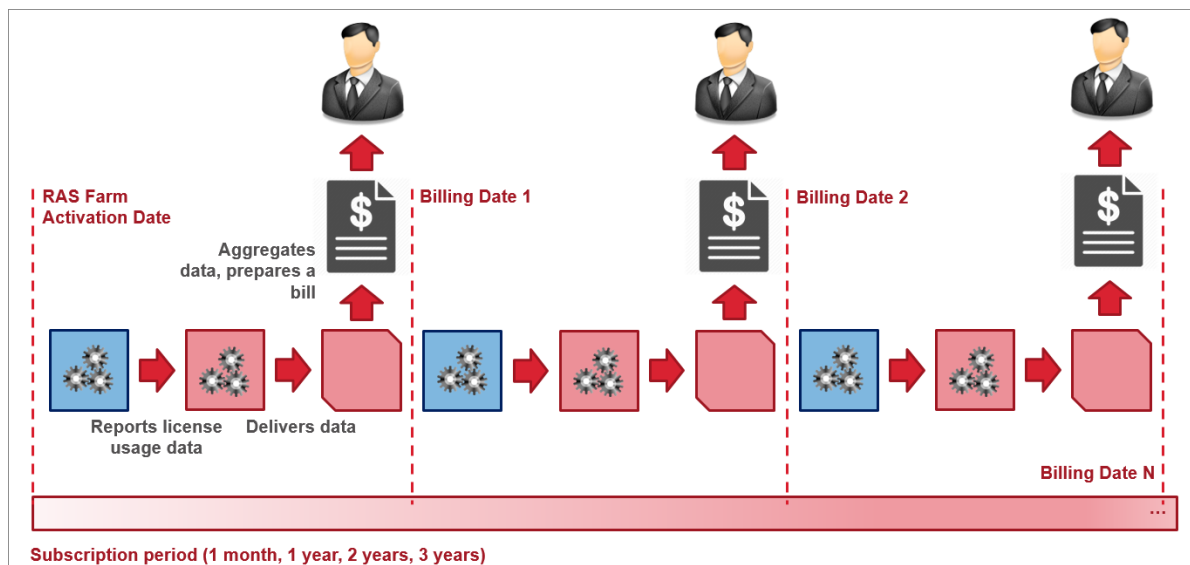 RAS Farm
Activation Date
Billing Date 1
Billing Date 2
$
$
$
Aggregates
data, prepares a
bill
Reports license
usage data
Delivers data
Billing Date N
...
Subscription period (1 month, 1 year, 2 years, 3 years)